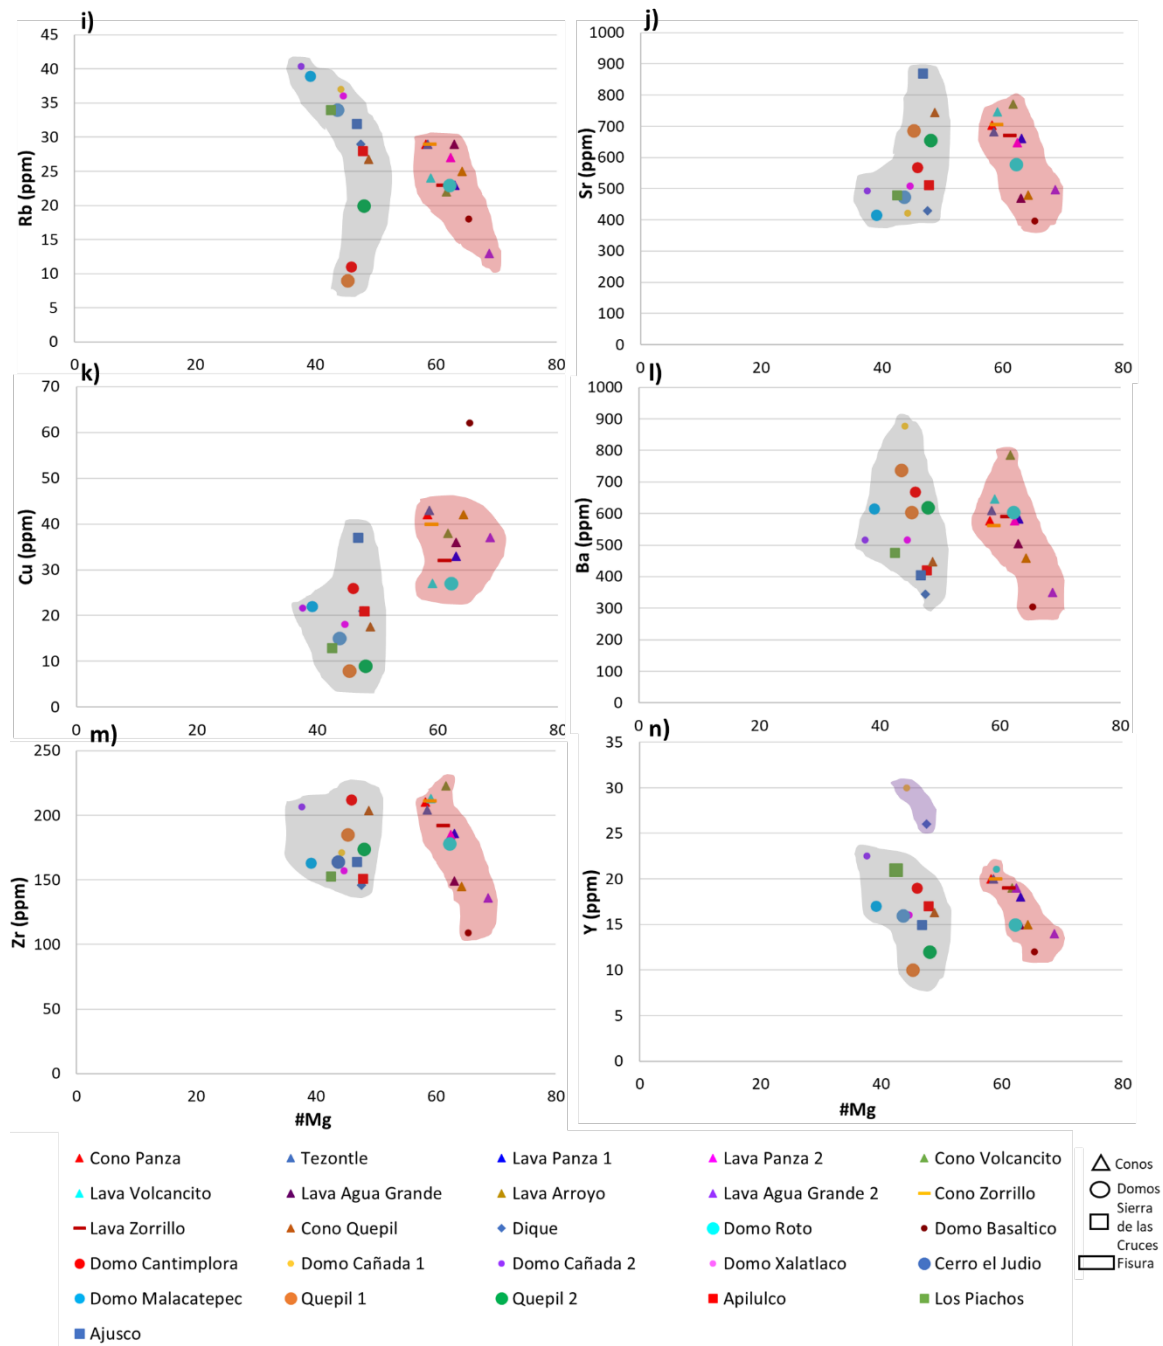 i)
45
40
35
30
25
20
15
10
5
0
Rb (ppm)
0 20 40 60 80
j)
1000
900
800
700
600
500
400
300
200
100
0
Sr (ppm)
0 20 40 60 80
k)
70
60
50
40
30
20
10
0
Cu (ppm)
0 20 40 60 80
l)
1000
900
800
700
600
500
400
300
200
100
0
Ba (ppm)
0 20 40 60 80
m)
250
200
150
100
50
0
Zr (ppm)
0 20 40 60 80
#Mg
n)
35
30
25
20
15
10
5
0
Y (ppm)
0 20 40 60 80
#Mg
Cono Panza Tezontle Lava Panza 1 Lava Panza 2 Cono Volcancito
Lava Volcancito Lava Agua Grande Lava Arroyo Lava Agua Grande 2 Cono Zorrillo
Lava Zorrillo Cono Quepil Dique Domo Roto Domo Basaltico
Domo Cantimplora Domo Cañada 1 Domo Cañada 2 Domo Xalatlaco Cerro el Judio
Domo Malacatepec Quepil 1 Quepil 2 Apilulco Los Piachos
Ajusco
Conos
Domos
Sierra
de las
Cruces
Fisura